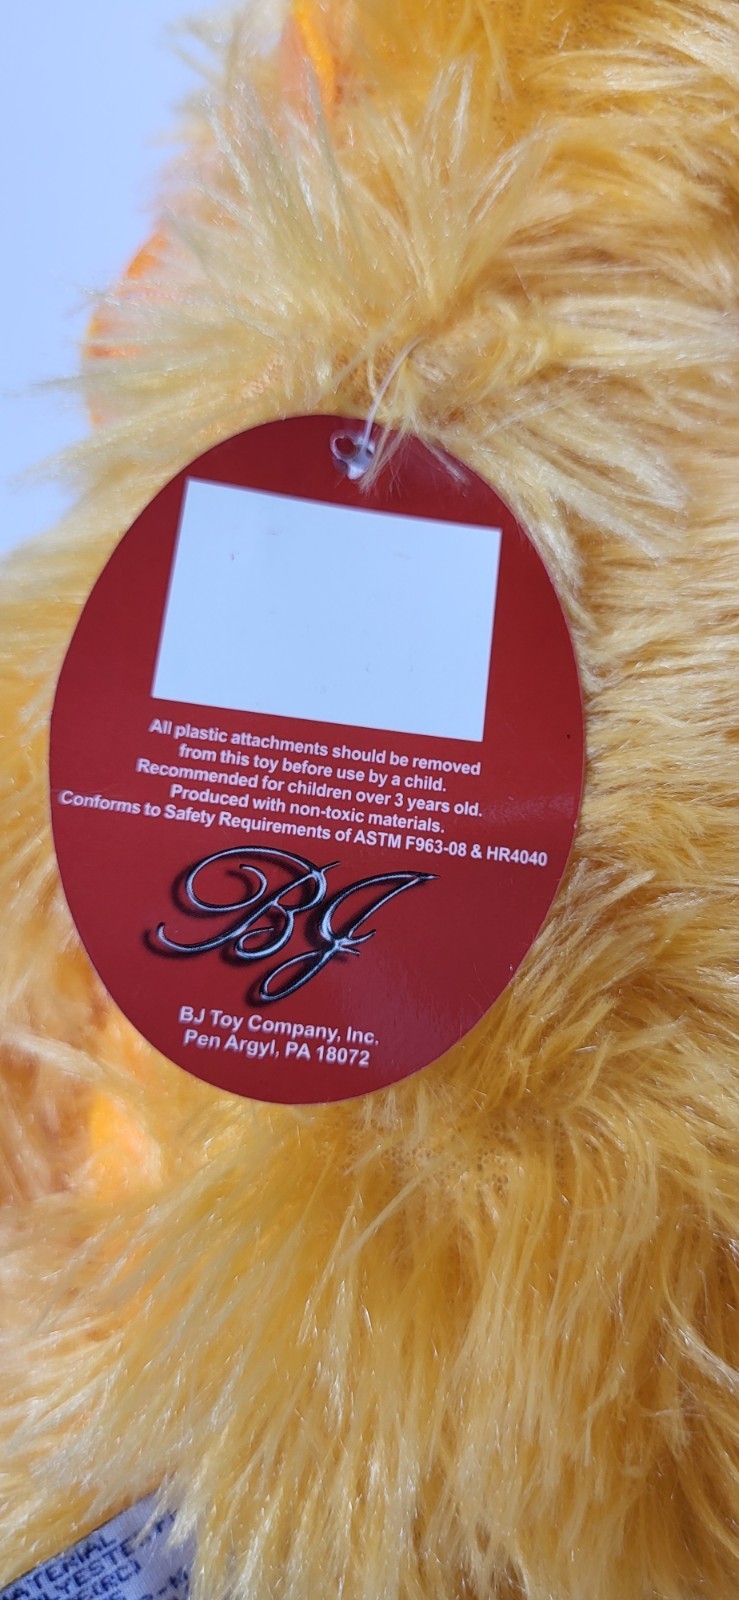 All plastic attachments should be removed
from this toy before use by a child.
Recommended for children over 3 years old.
Produced with non-toxic materials.
Conforms to Safety Requirements of ASTM F963-08 & HR4040
BJ
BJ Toy Company, Inc.
Pen Argyl, PA 18072